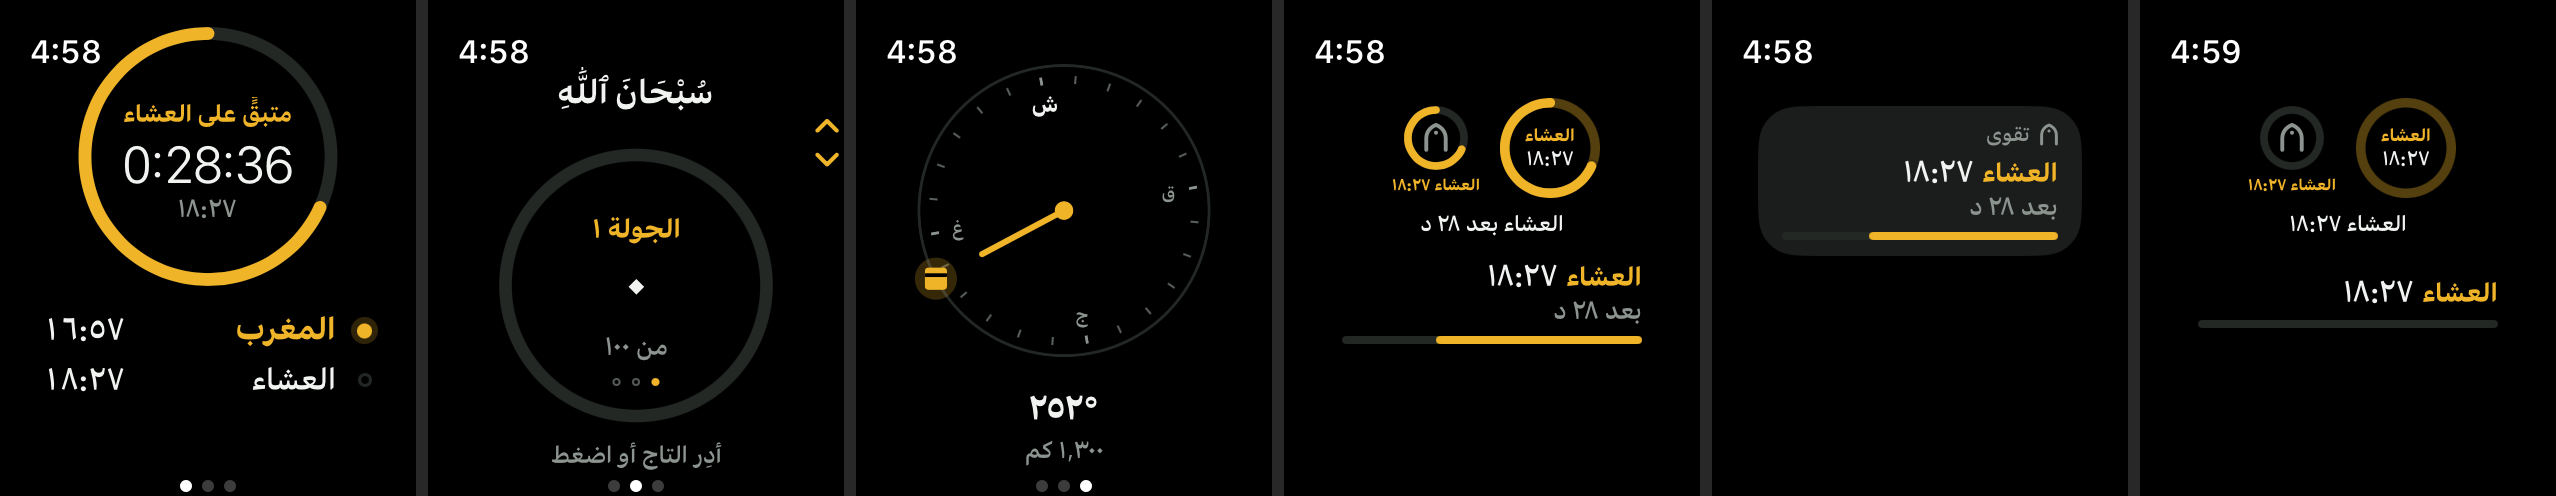 4:58
متبقٍّ على العشاء
0:28:36
١٨:٢٧
المغرب ١٦:٥٧
العشاء ١٨:٢٧
4:58
سُبْحَانَ ٱللَّهِ
الجولة ١
٠
من ١٠٠
أدِر التاج أو اضغط
4:58
ش
ق
غ
ج
٢٥٢°
١,٣٠٠ كم
4:58
العشاء
١٨:٢٧
العشاء ١٨:٢٧
العشاء بعد ٢٨ د
العشاء ١٨:٢٧
بعد ٢٨ د
4:58
تقوى
العشاء ١٨:٢٧
بعد ٢٨ د
4:59
العشاء
١٨:٢٧
العشاء ١٨:٢٧
العشاء ١٨:٢٧
العشاء ١٨:٢٧